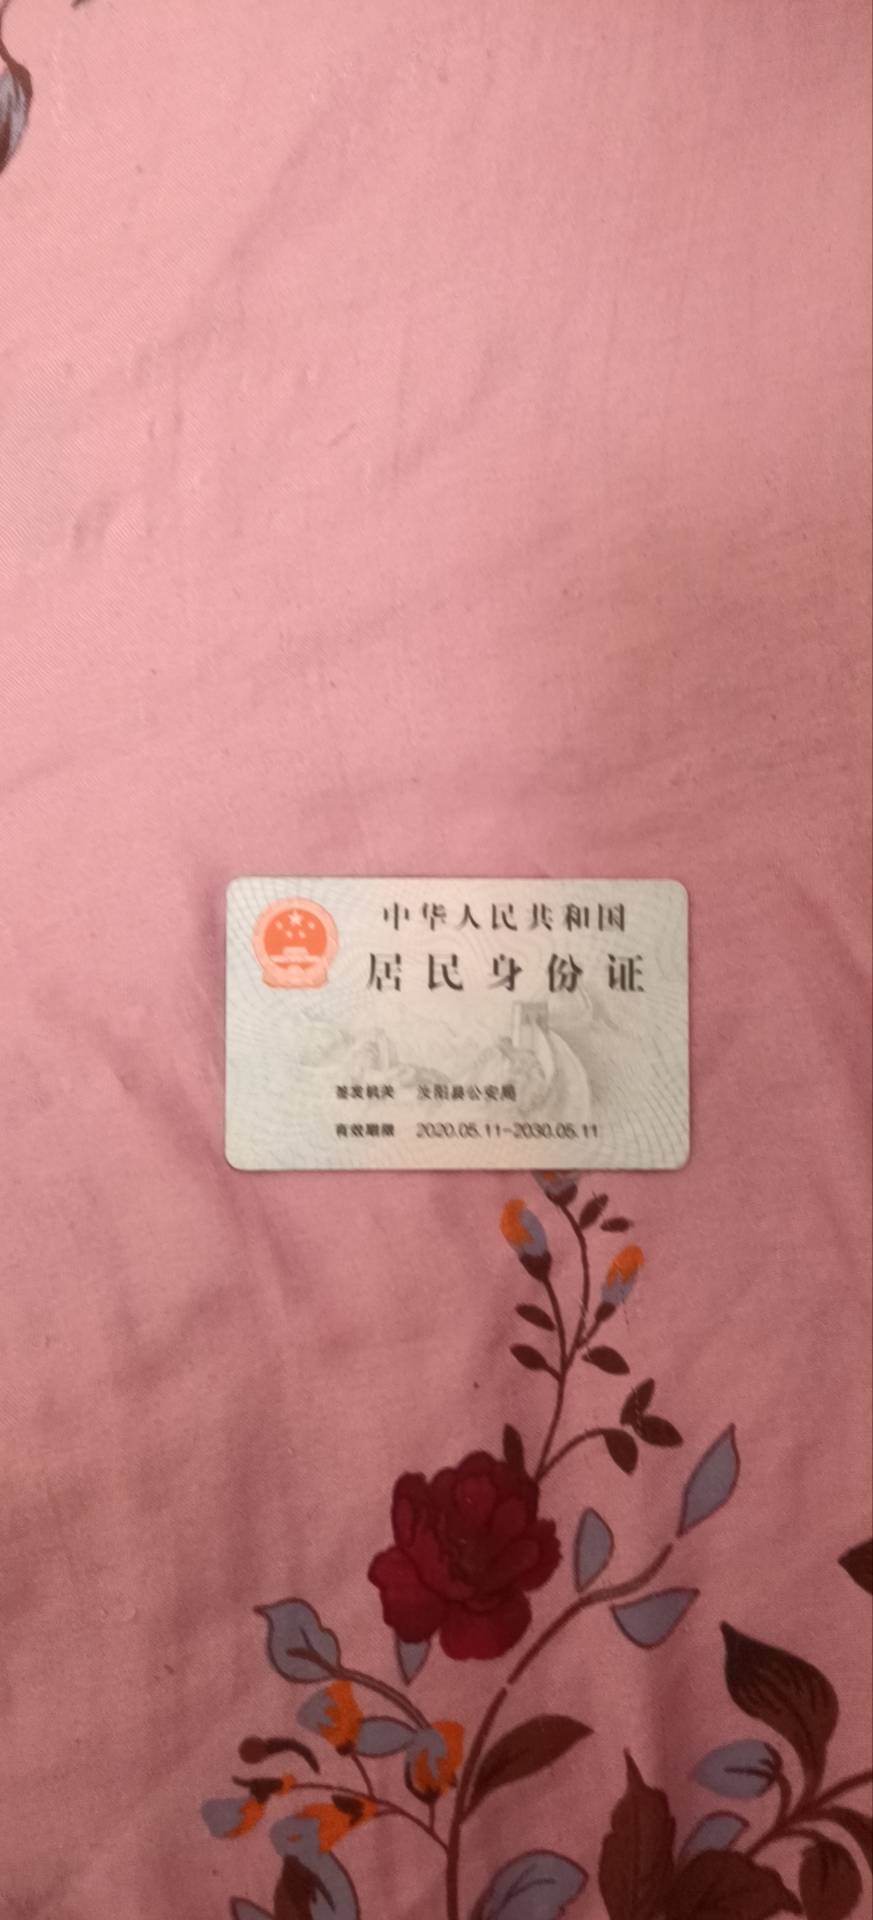 中华人民共和国
居民身份证
签发机关 汝阳县公安局
有效期限 2020.05.11-2030.05.11